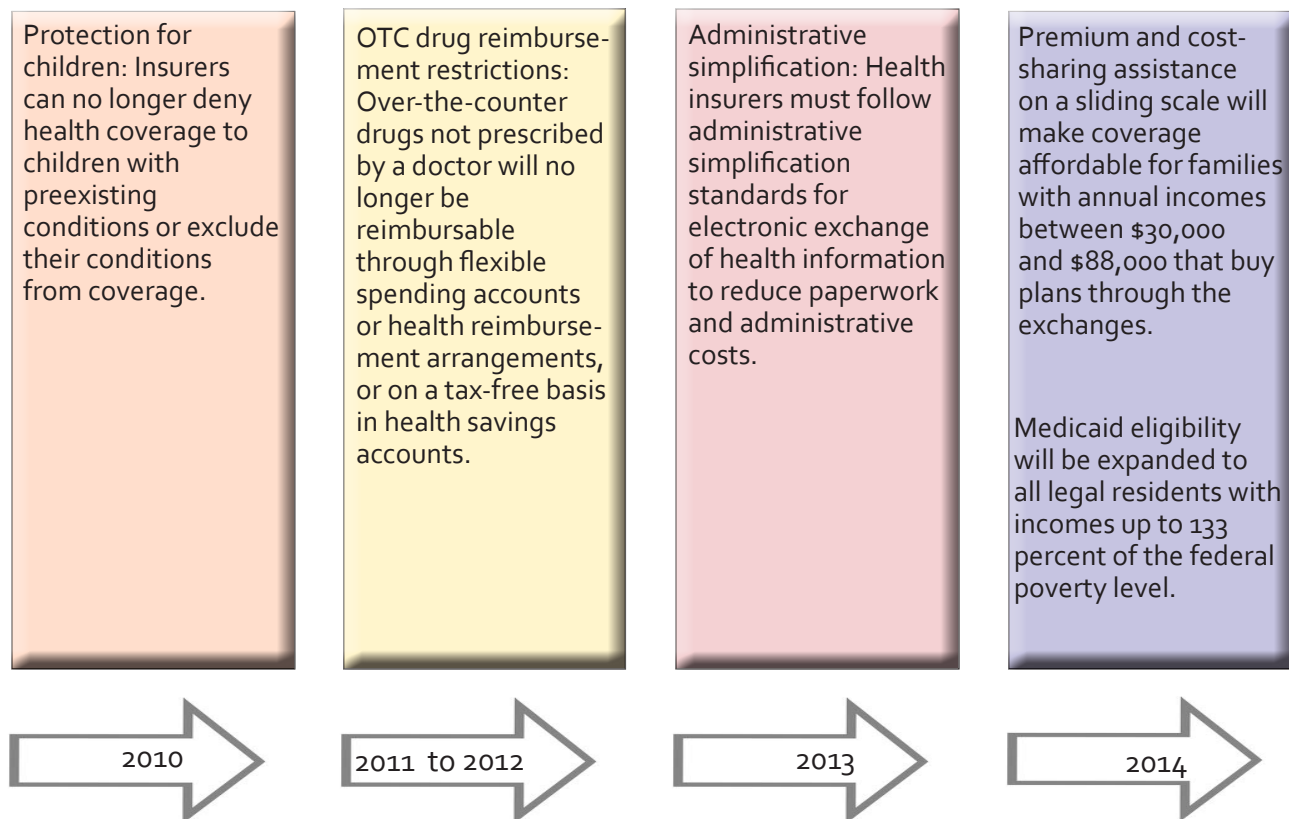 Protection for
children: Insurers
can no longer deny
health coverage to
children with
preexisting
conditions or exclude
their conditions
from coverage.
OTC drug reimburse-
ment restrictions:
Over-the-counter
drugs not prescribed
by a doctor will no
longer be
reimbursable
through flexible
spending accounts
or health reimburse-
ment arrangements,
or on a tax-free basis
in health savings
accounts.
Administrative
simplification: Health
insurers must follow
administrative
simplification
standards for
electronic exchange
of health information
to reduce paperwork
and administrative
costs.
Premium and cost-
sharing assistance
on a sliding scale will
make coverage
affordable for families
with annual incomes
between $30,000
and $88,000 that buy
plans through the
exchanges.
Medicaid eligibility
will be expanded to
all legal residents with
incomes up to 133
percent of the federal
poverty level.
2010
2011 to 2012
2013
2014